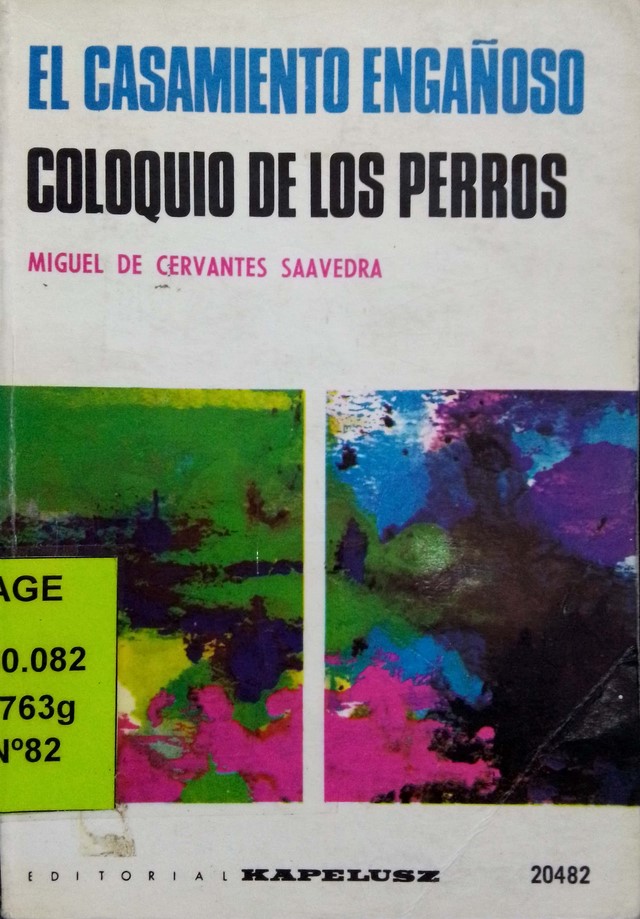 EL CASAMIENTO ENGAÑOSO
COLOQUIO DE LOS PERROS
MIGUEL DE CERVANTES SAAVEDRA
AGE
0.082
763g
Nº82
EDITORIAL KAPELUSZ 20482